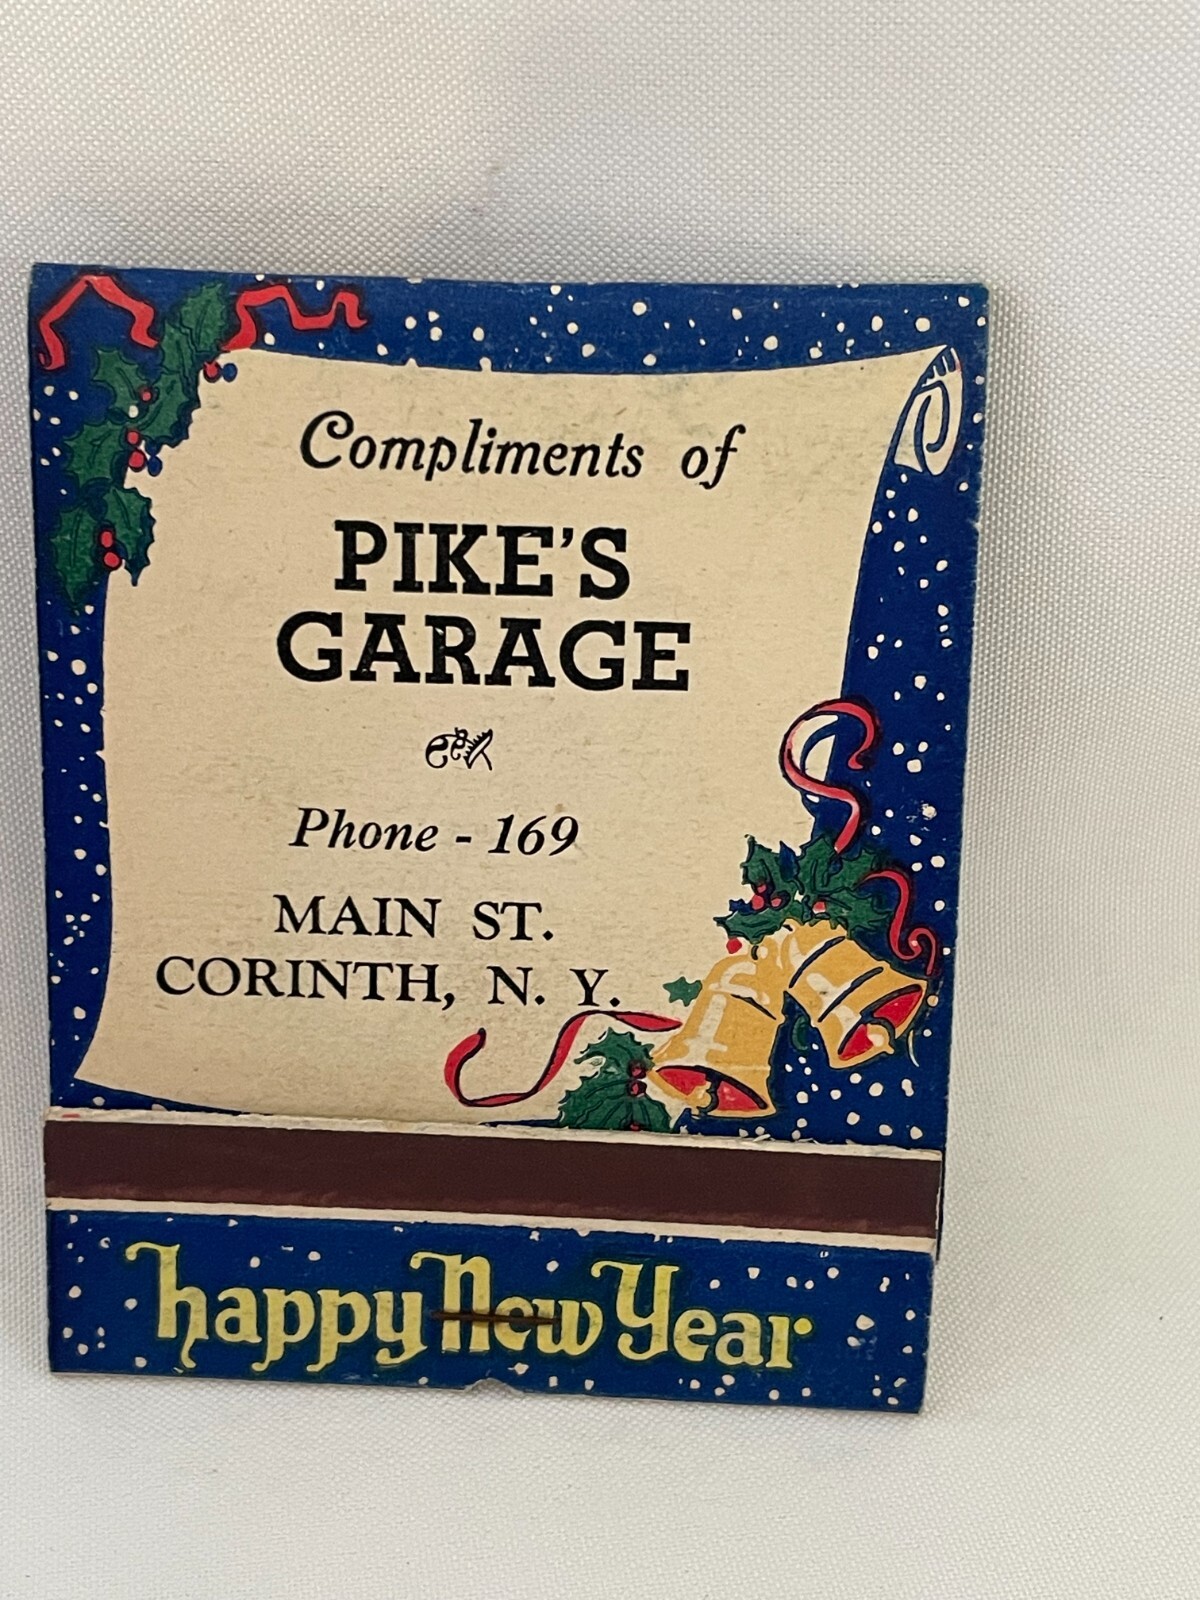 Compliments of
PIKE'S
GARAGE
Phone - 169
MAIN ST.
CORINTH, N. Y.
happy New Year